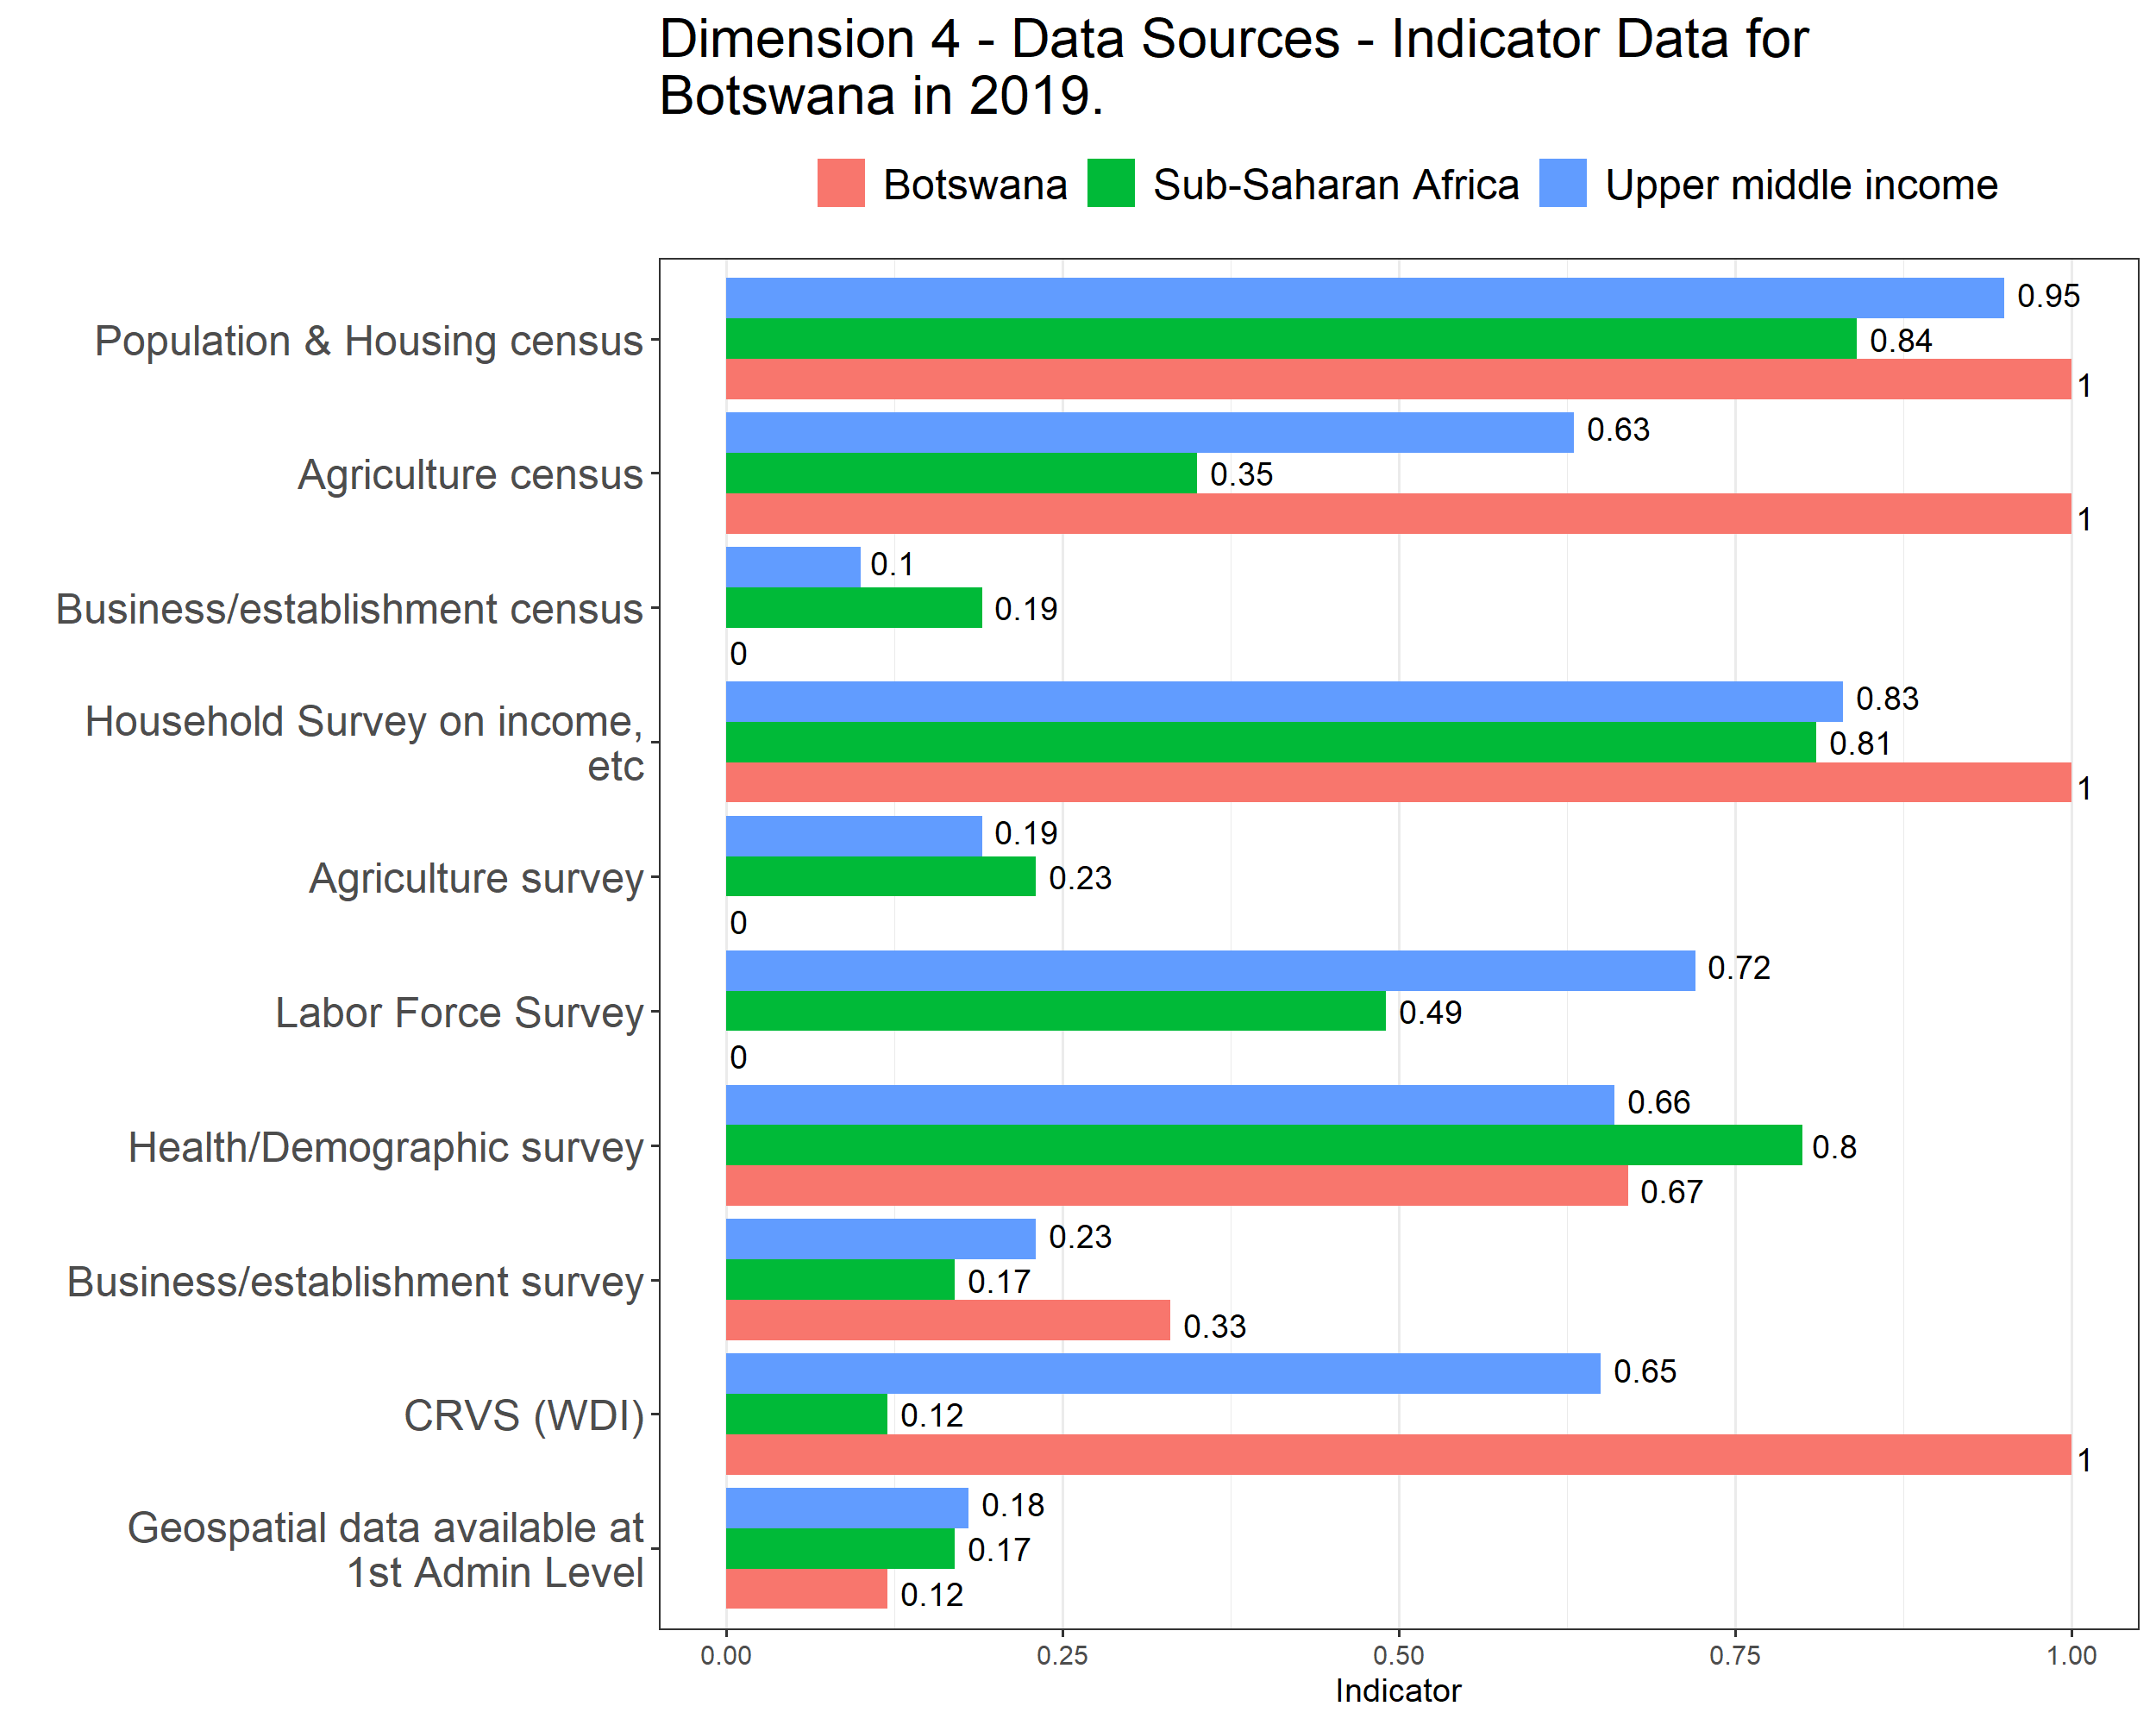 Dimension 4 - Data Sources - Indicator Data for
Botswana in 2019.
Botswana Sub-Saharan Africa Upper middle income
Population & Housing census
0.95
0.84
1
Agriculture census
0.63
0.35
1
Business/establishment census
0.1
0.19
0
Household Survey on income,
etc
0.83
0.81
1
Agriculture survey
0.19
0.23
0
Labor Force Survey
0.72
0.49
0
Health/Demographic survey
0.66
0.8
0.67
Business/establishment survey
0.23
0.17
0.33
CRVS (WDI)
0.65
0.12
1
Geospatial data available at
1st Admin Level
0.18
0.17
0.12
0.00 0.25 0.50 0.75 1.00
Indicator